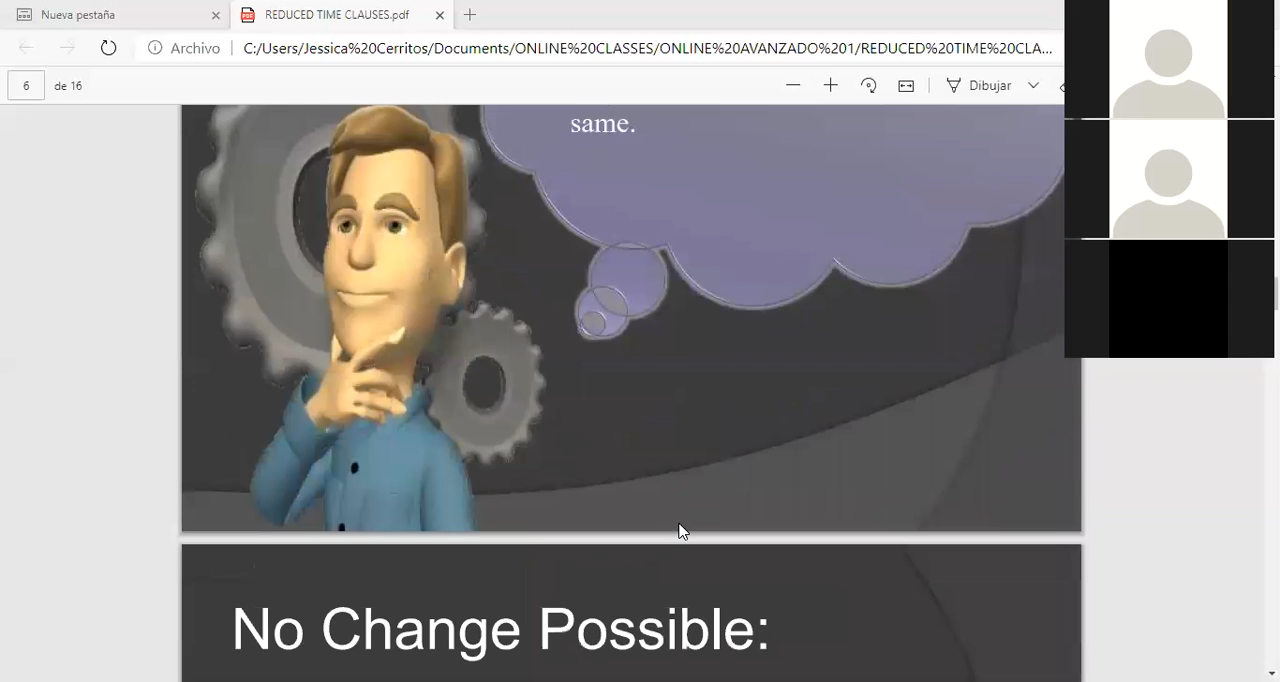 Nueva pestaña
REDUCED TIME CLAUSES.pdf
Archivo
C:/Users/Jessica%20Cerritos/Documents/ONLINE%20CLASSES/ONLINE%20AVANZADO%201/REDUCED%20TIME%20CLA...
6 de 16
Dibujar
same.
No Change Possible: